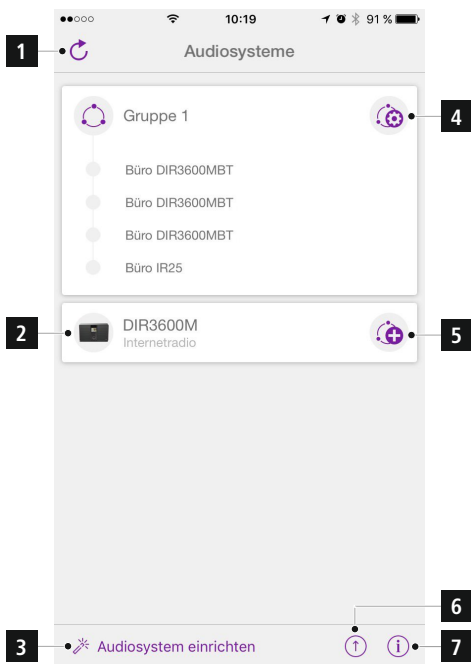 10:19
91 %
1
Audiosysteme
Gruppe 1
4
Büro DIR3600MBT
Büro DIR3600MBT
Büro DIR3600MBT
Büro IR25
2
DIR3600M
Internetradio
5
6
3
Audiosystem einrichten
i
7